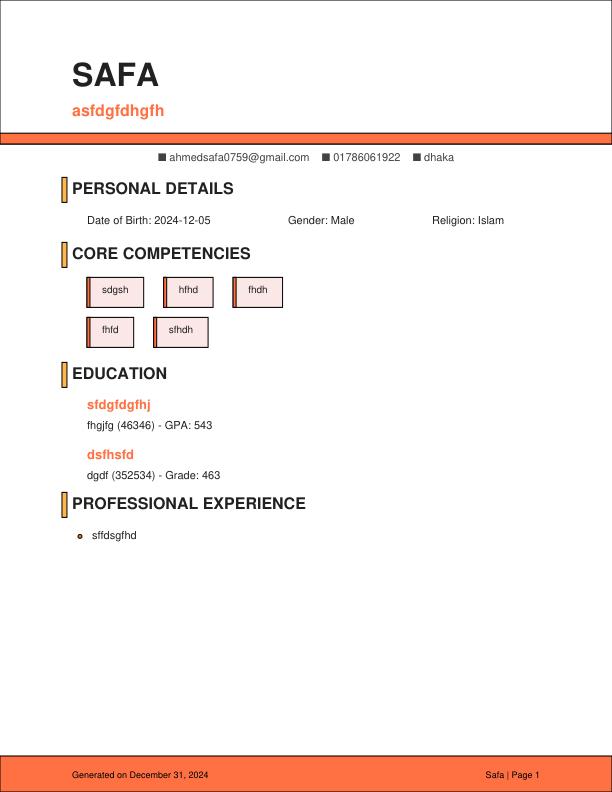 SAFA
asfdgfdhgfh
■ ahmedsafa0759@gmail.com ■ 01786061922 ■ dhaka
PERSONAL DETAILS
Date of Birth: 2024-12-05 Gender: Male Religion: Islam
CORE COMPETENCIES
sdgsh hfhd fhdh
fhfd sfhdh
EDUCATION
sfdgfdgfhj
fhgjfg (46346) - GPA: 543
dsfhsfd
dgdf (352534) - Grade: 463
PROFESSIONAL EXPERIENCE
sffdsgfhd
Generated on December 31, 2024 Safa | Page 1